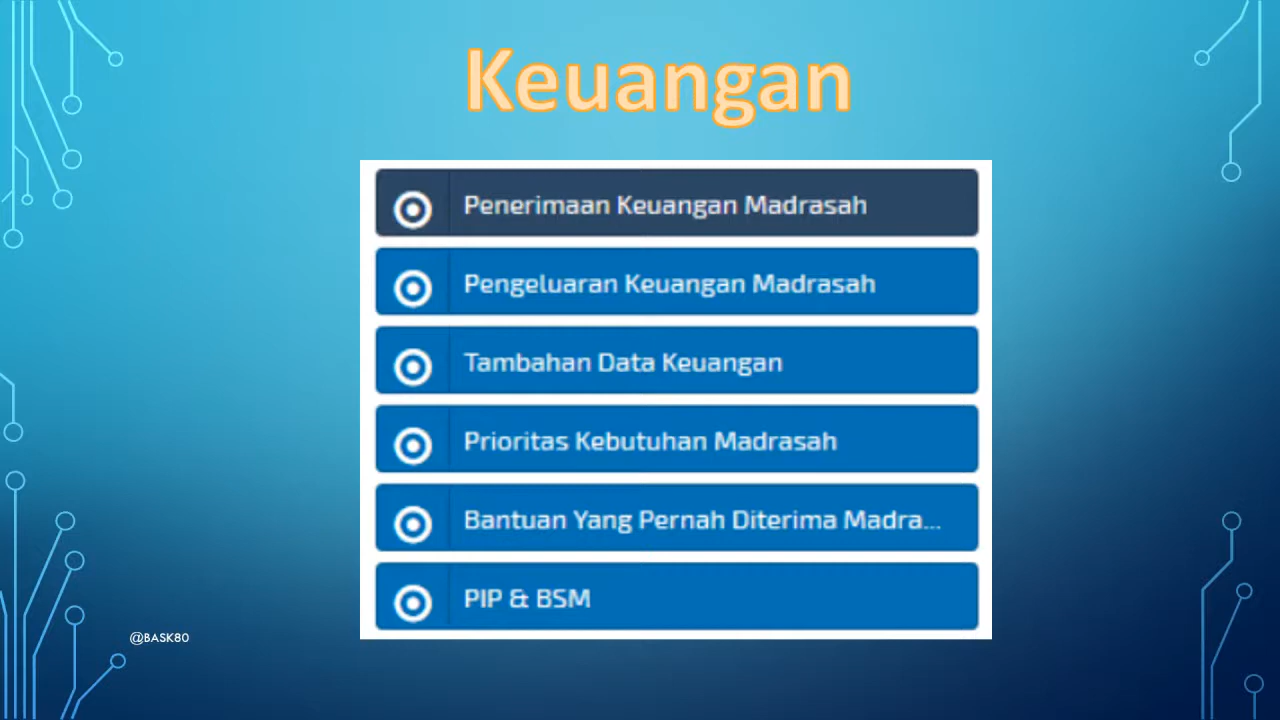 Keuangan
Penerimaan Keuangan Madrasah
Pengeluaran Keuangan Madrasah
Tambahan Data Keuangan
Prioritas Kebutuhan Madrasah
Bantuan Yang Pernah Diterima Madra...
PIP & BSM
@BASK80